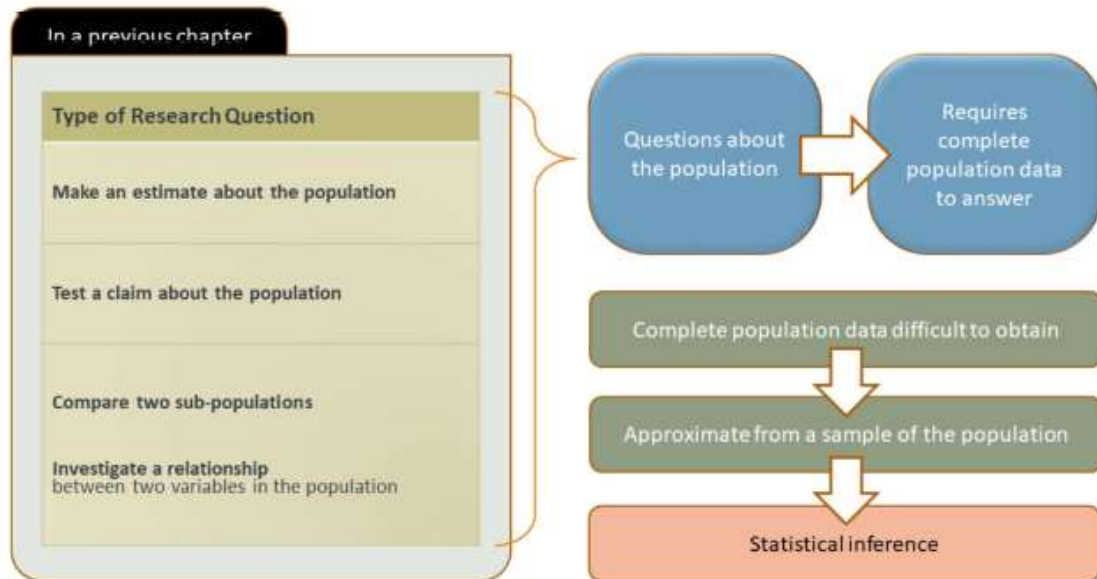 In a previous chapter
Type of Research Question
Make an estimate about the population
Test a claim about the population
Compare two sub-populations
Investigate a relationship
between two variables in the population
Questions about
the population
Requires
complete
population data
to answer
Complete population data difficult to obtain
Approximate from a sample of the population
Statistical inference